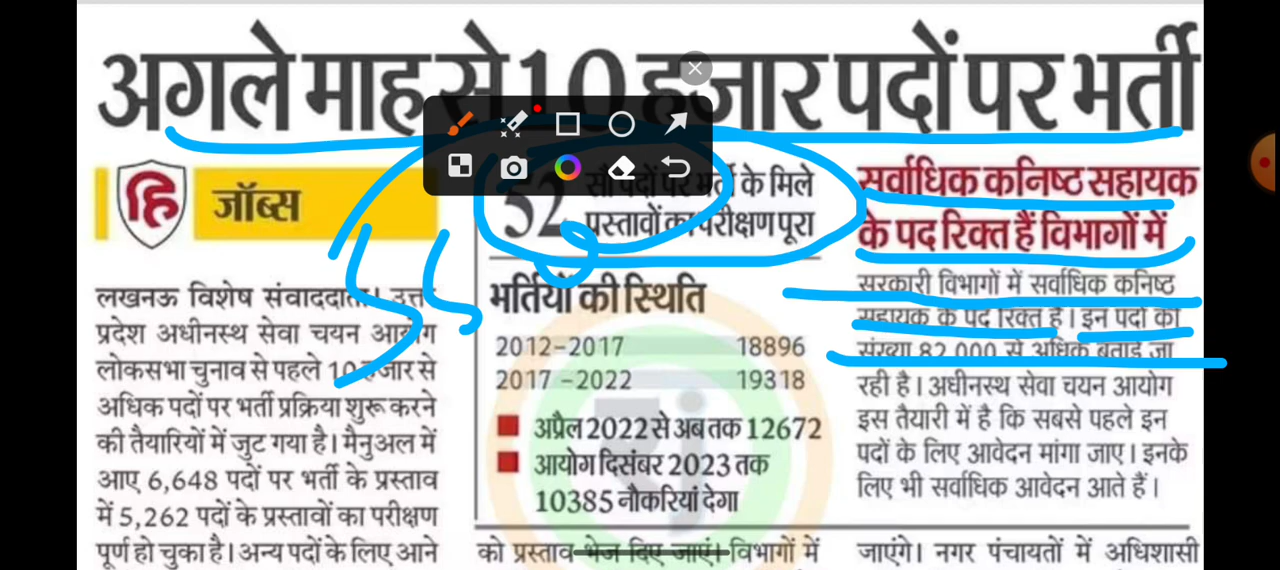 अगले माह से 10 हजार पदों पर भर्ती
हि
जॉब्स
लखनऊ विशेष संवाददाता। उत्तर
प्रदेश अधीनस्थ सेवा चयन आयोग
लोकसभा चुनाव से पहले 10 हजार से
अधिक पदों पर भर्ती प्रक्रिया शुरू करने
की तैयारियों में जुट गया है। मैनुअल में
आए 6,648 पदों पर भर्ती के प्रस्ताव
में 5,262 पदों के प्रस्तावों का परीक्षण
पूर्ण हो चुका है। अन्य पदों के लिए आने
52 सौ पदों पर भर्ती के मिले
प्रस्तावों का परीक्षण पूरा
भर्तियों की स्थिति
2012-2017 18896
2017 -2022 19318
अप्रैल 2022 से अब तक 12672
आयोग दिसंबर 2023 तक
10385 नौकरियां देगा
को प्रस्ताव भेज दिए जाएं। विभागों में
सर्वाधिक कनिष्ठ सहायक
के पद रिक्त हैं विभागों में
सरकारी विभागों में सर्वाधिक कनिष्ठ
सहायक के पद रिक्त हैं। इन पदों की
संख्या 82,000 से अधिक बताई जा
रही है। अधीनस्थ सेवा चयन आयोग
इस तैयारी में है कि सबसे पहले इन
पदों के लिए आवेदन मांगा जाए। इनके
लिए भी सर्वाधिक आवेदन आते हैं।
जाएंगे। नगर पंचायतों में अधिशासी